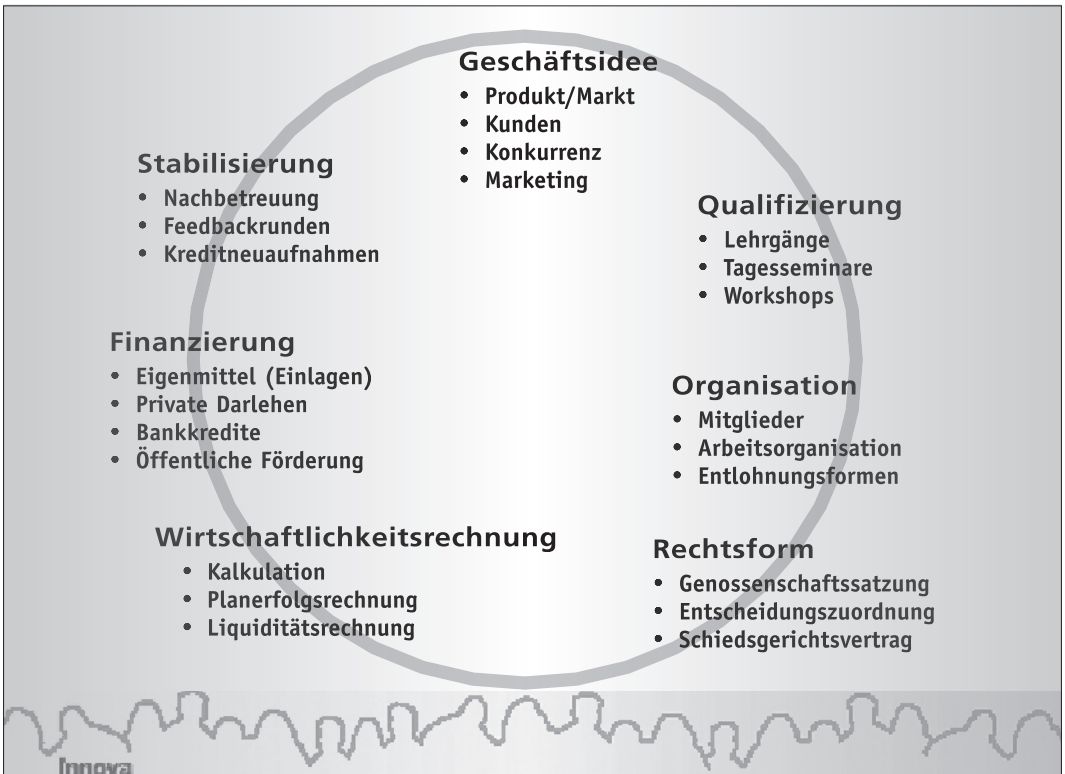 Geschäftsidee
• Produkt/Markt
• Kunden
• Konkurrenz
• Marketing
Qualifizierung
• Lehrgänge
• Tagesseminare
• Workshops
Organisation
• Mitglieder
• Arbeitsorganisation
• Entlohnungsformen
Rechtsform
• Genossenschaftssatzung
• Entscheidungszuordnung
• Schiedsgerichtsvertrag
Wirtschaftlichkeitsrechnung
• Kalkulation
• Planerfolgsrechnung
• Liquiditätsrechnung
Finanzierung
• Eigenmittel (Einlagen)
• Private Darlehen
• Bankkredite
• Öffentliche Förderung
Stabilisierung
• Nachbetreuung
• Feedbackrunden
• Kreditneuaufnahmen
Innova